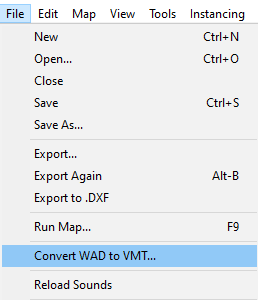 File Edit Map View Tools Instancing
New Ctrl+N
Open... Ctrl+O
Close
Save Ctrl+S
Save As...
Export...
Export Again Alt-B
Export to .DXF
Run Map... F9
Convert WAD to VMT...
Reload Sounds